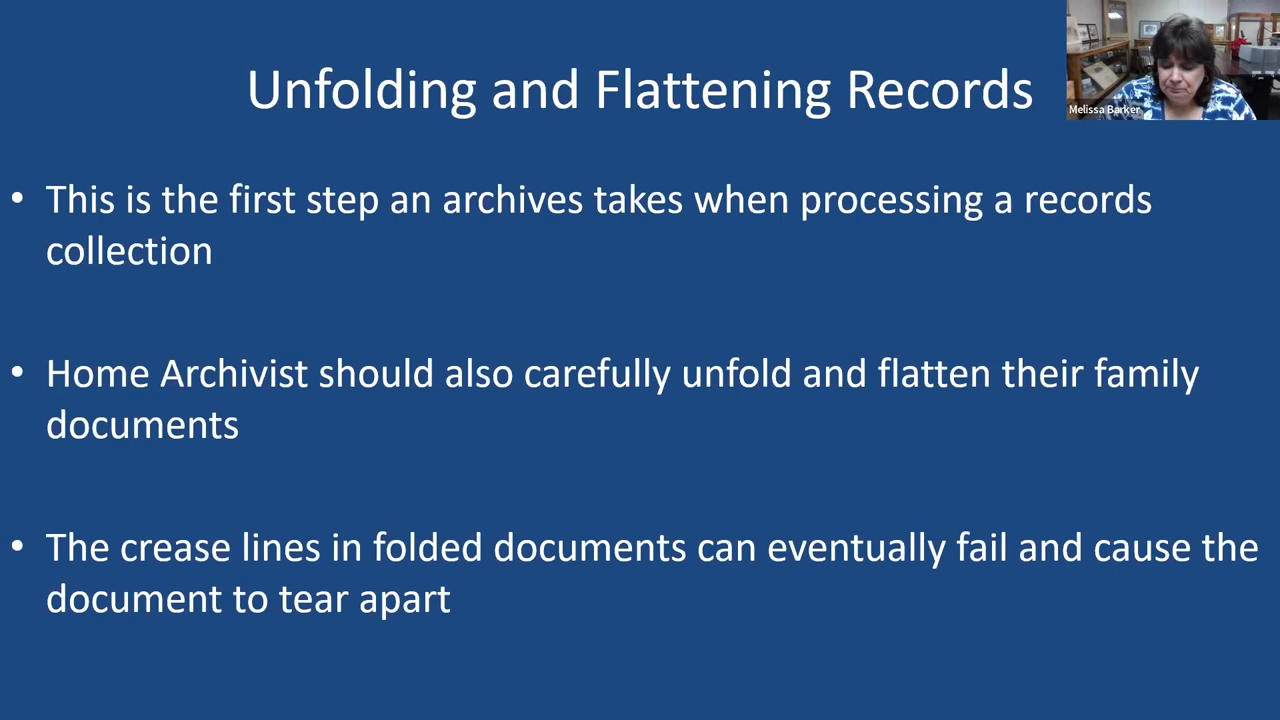 Unfolding and Flattening Records
Melissa Barker
• This is the first step an archives takes when processing a records
collection
• Home Archivist should also carefully unfold and flatten their family
documents
• The crease lines in folded documents can eventually fail and cause the
document to tear apart